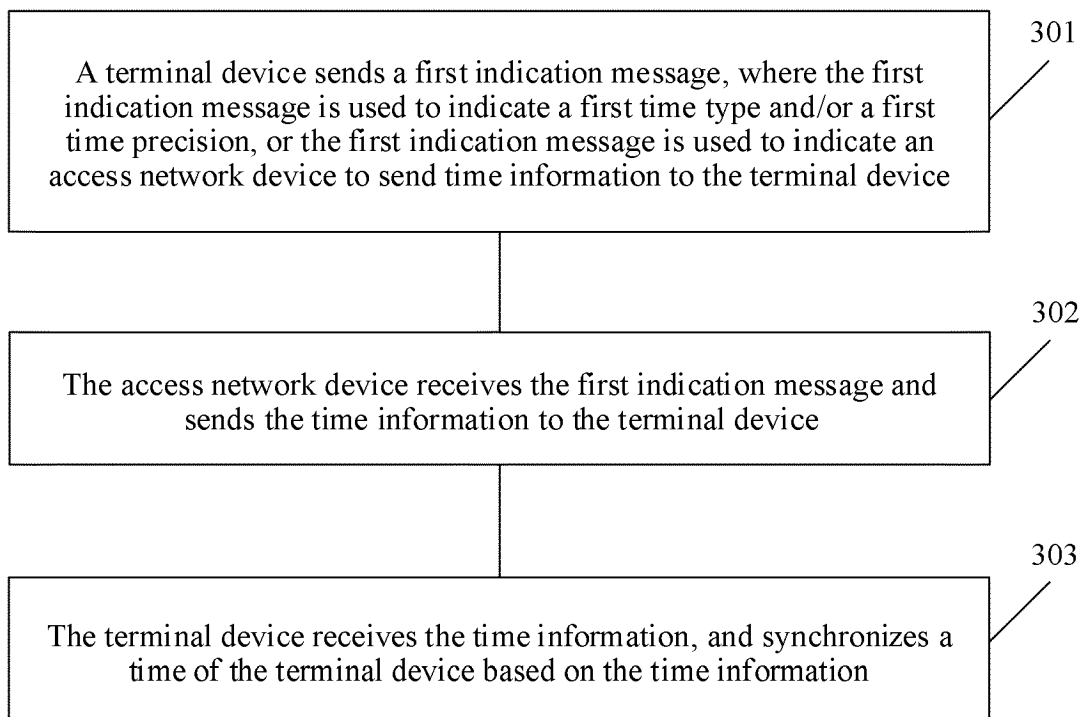 301
A terminal device sends a first indication message, where the first
indication message is used to indicate a first time type and/or a first
time precision, or the first indication message is used to indicate an
access network device to send time information to the terminal device
302
The access network device receives the first indication message and
sends the time information to the terminal device
303
The terminal device receives the time information, and synchronizes a
time of the terminal device based on the time information